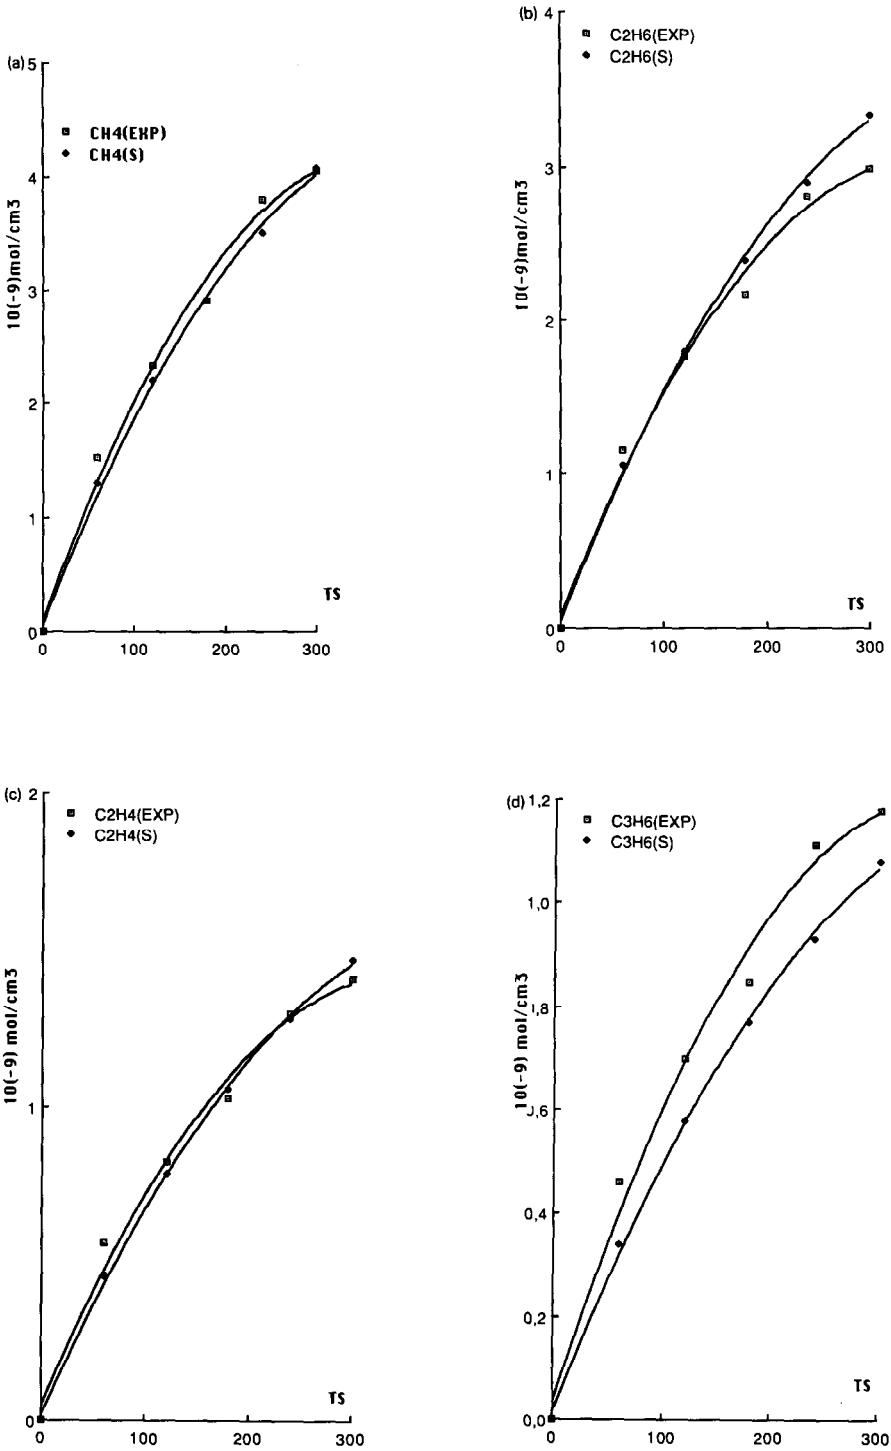 (a) 5
CH4(EXP)
CH4(S)
4
3
2
1
0
10(-9)mol/cm3
TS
0 100 200 300
(b) 4
C2H6(EXP)
C2H6(S)
3
2
1
0
10(-9)mol/cm3
TS
0 100 200 300
(c) 2
C2H4(EXP)
C2H4(S)
1
0
10(-9) mol/cm3
TS
0 100 200 300
(d) 1,2
C3H6(EXP)
C3H6(S)
1,0
0,4
0,2
0,0
10(-9) mol/cm3
TS
0 100 200 300